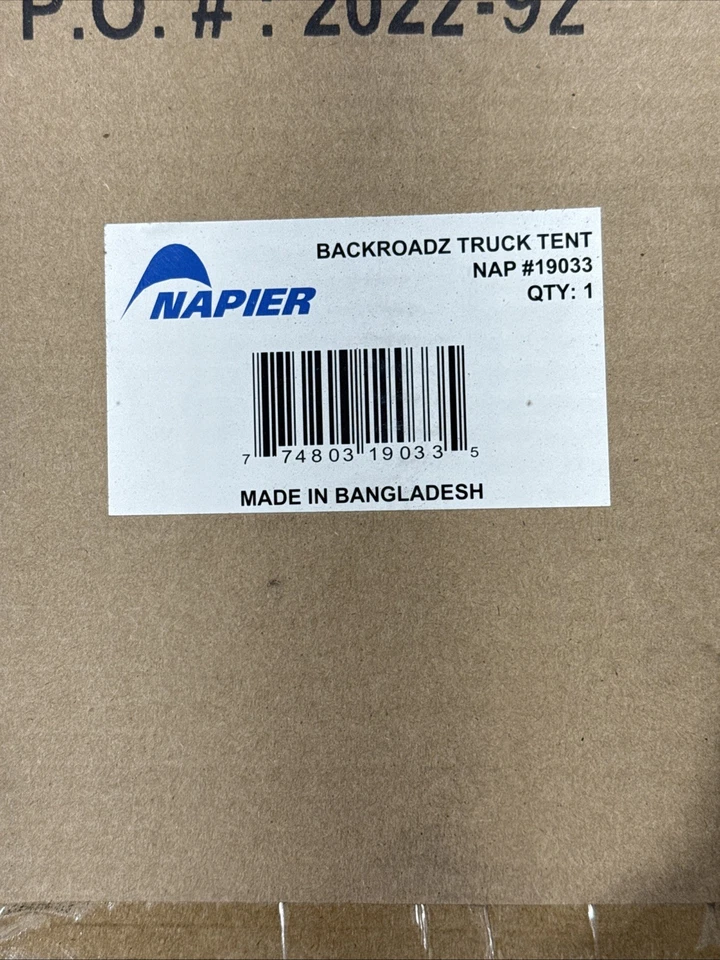 P.O. # : 2022-92
BACKROADZ TRUCK TENT
NAP #19033
QTY: 1
NAPIER
7 74803 19033 5
MADE IN BANGLADESH